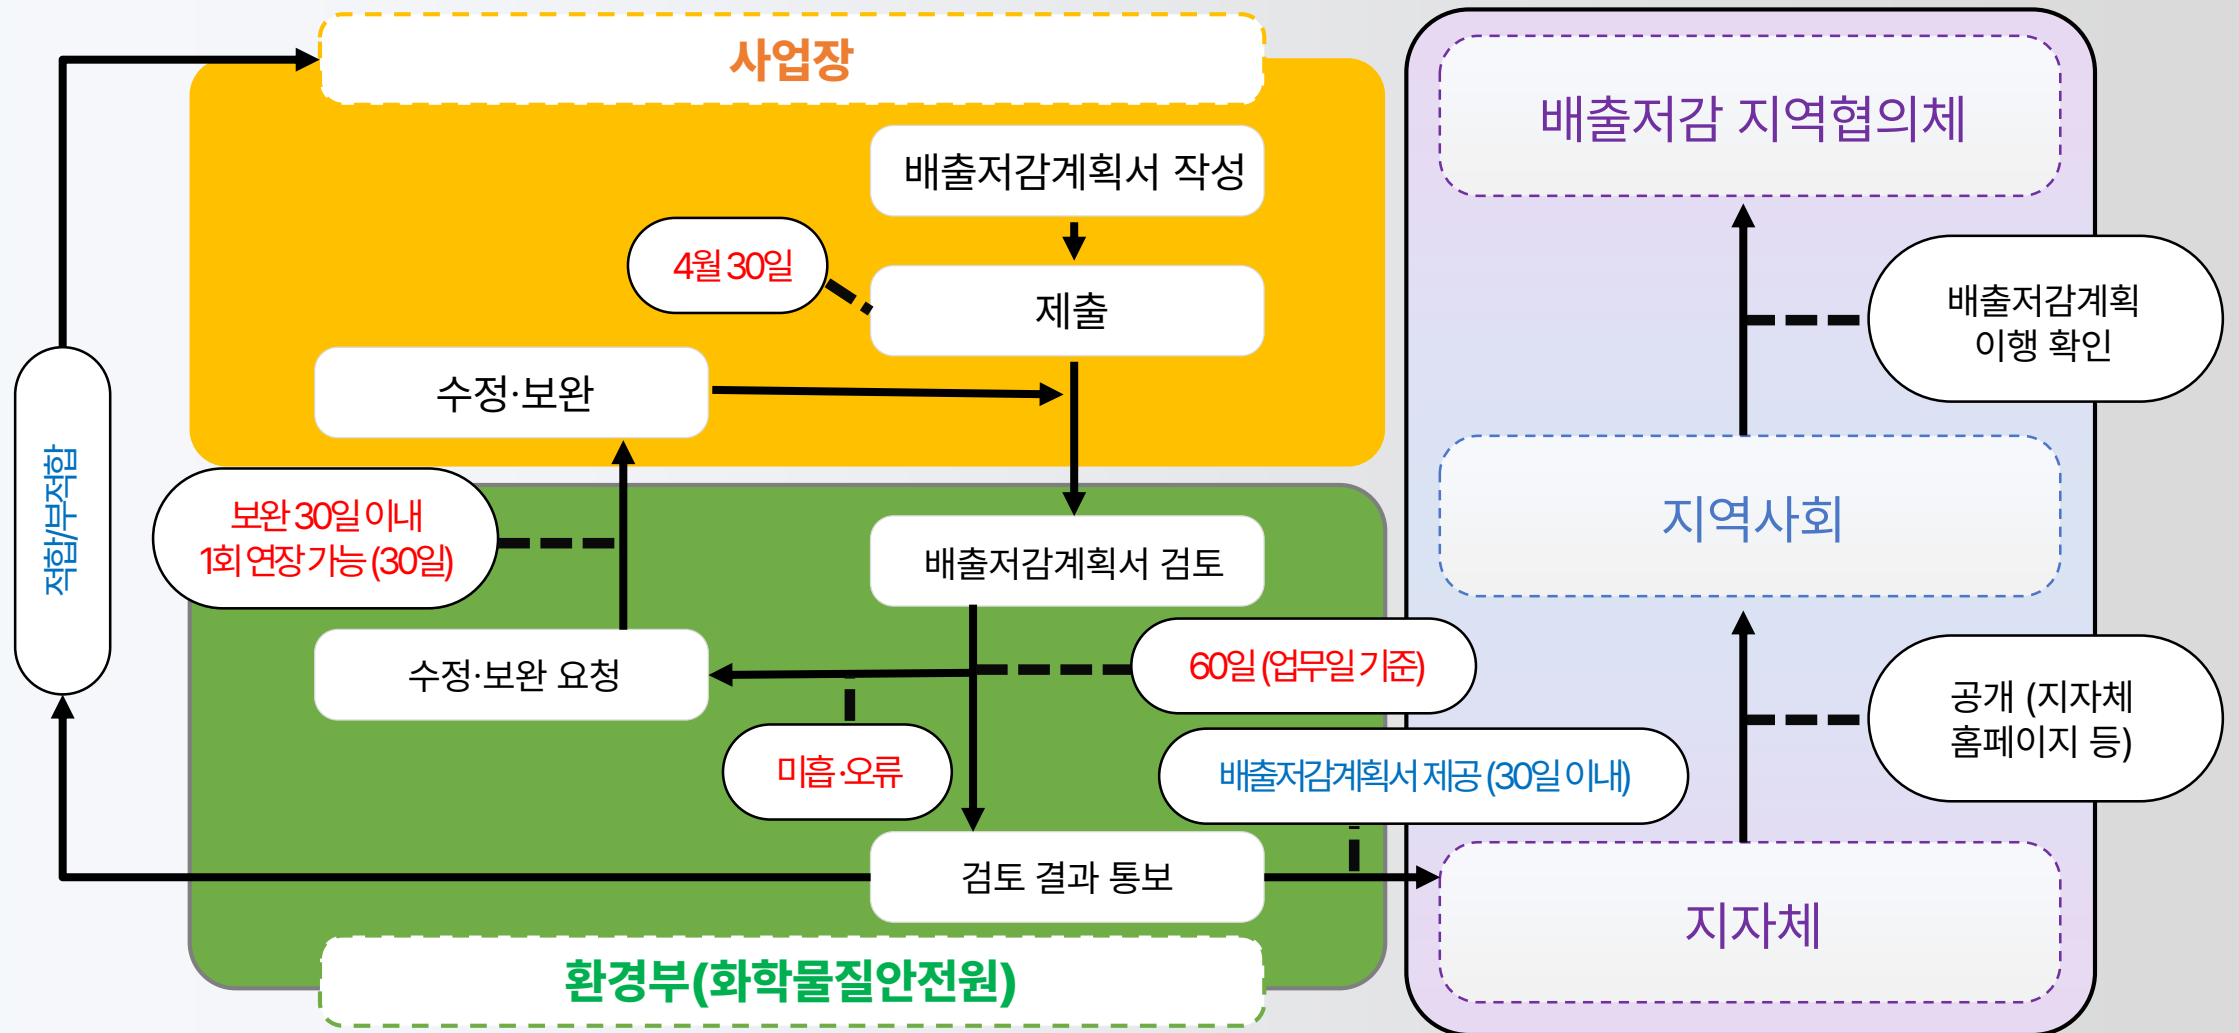 사업장
배출저감계획서 작성
4월 30일
제출
수정·보완
적합/부적합
보완 30일 이내
1회 연장 가능 (30일)
배출저감계획서 검토
수정·보완 요청
60일 (업무일 기준)
미흡·오류
배출저감계획서 제공 (30일 이내)
검토 결과 통보
환경부(화학물질안전원)
배출저감 지역협의체
배출저감계획
이행 확인
지역사회
공개 (지자체
홈페이지 등)
지자체